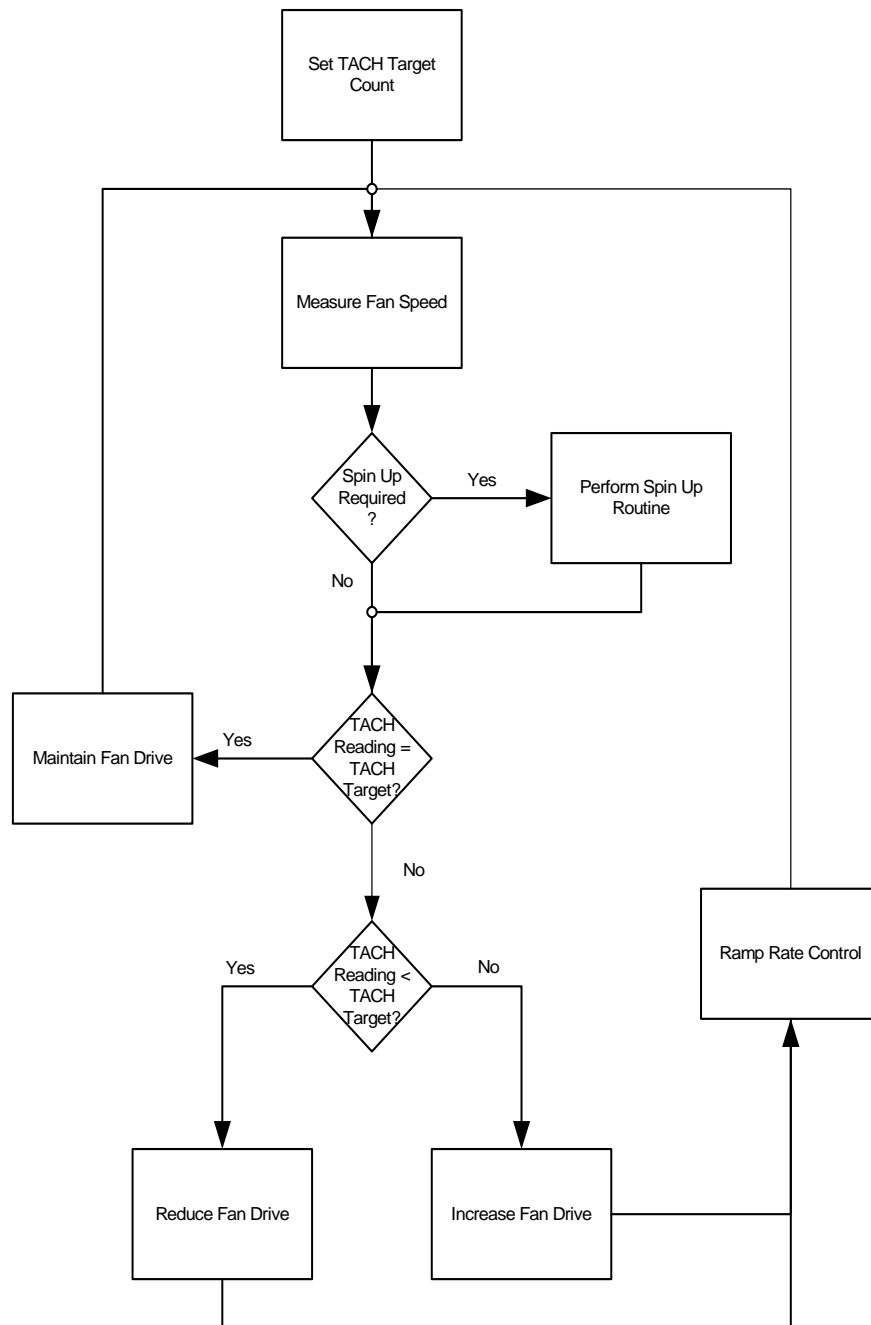 Set TACH Target
Count
Measure Fan Speed
Spin Up
Required
?
Yes
Perform Spin Up
Routine
No
TACH
Reading =
TACH
Target?
Yes
Maintain Fan Drive
No
TACH
Reading <
TACH
Target?
Yes
No
Ramp Rate Control
Reduce Fan Drive
Increase Fan Drive